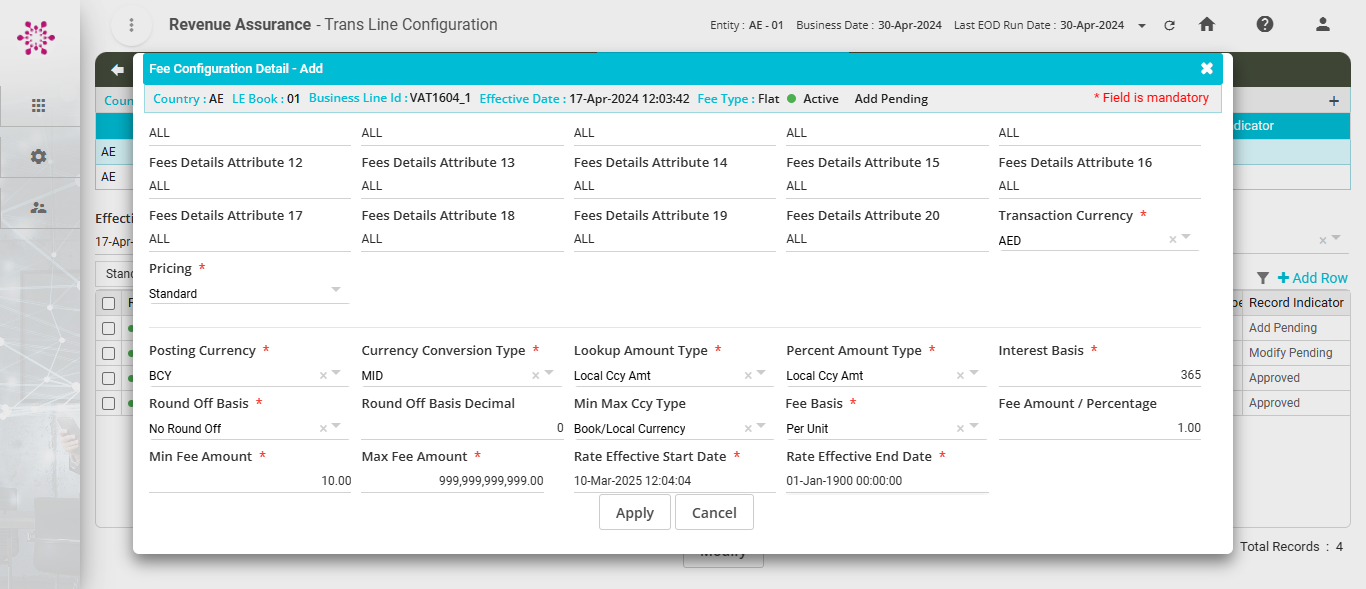 Revenue Assurance - Trans Line Configuration
Entity : AE - 01 Business Date : 30-Apr-2024 Last EOD Run Date : 30-Apr-2024
Fee Configuration Detail - Add
Country : AE LE Book : 01 Business Line Id : VAT1604_1 Effective Date : 17-Apr-2024 12:03:42 Fee Type : Flat Active Add Pending * Field is mandatory
ALL ALL ALL ALL ALL
Fees Details Attribute 12 Fees Details Attribute 13 Fees Details Attribute 14 Fees Details Attribute 15 Fees Details Attribute 16
ALL ALL ALL ALL ALL
Fees Details Attribute 17 Fees Details Attribute 18 Fees Details Attribute 19 Fees Details Attribute 20 Transaction Currency *
ALL ALL ALL ALL AED
Pricing *
Standard
Posting Currency * Currency Conversion Type * Lookup Amount Type * Percent Amount Type * Interest Basis *
BCY MID Local Ccy Amt Local Ccy Amt 365
Round Off Basis * Round Off Basis Decimal Min Max Ccy Type Fee Basis * Fee Amount / Percentage
No Round Off 0 Book/Local Currency Per Unit 1.00
Min Fee Amount * Max Fee Amount * Rate Effective Start Date * Rate Effective End Date *
10.00 999,999,999,999.00 10-Mar-2025 12:04:04 01-Jan-1900 00:00:00
Apply Cancel
AE
AE
17-Apr-
Add Row
Record Indicator
Add Pending
Modify Pending
Approved
Approved
Modify
Total Records : 4